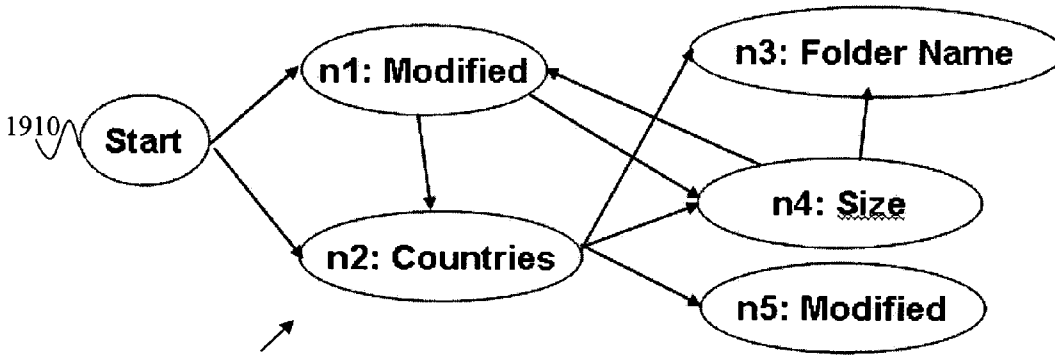 n1: Modified
n3: Folder Name
1910
Start
n4: Size
n2: Countries
n5: Modified